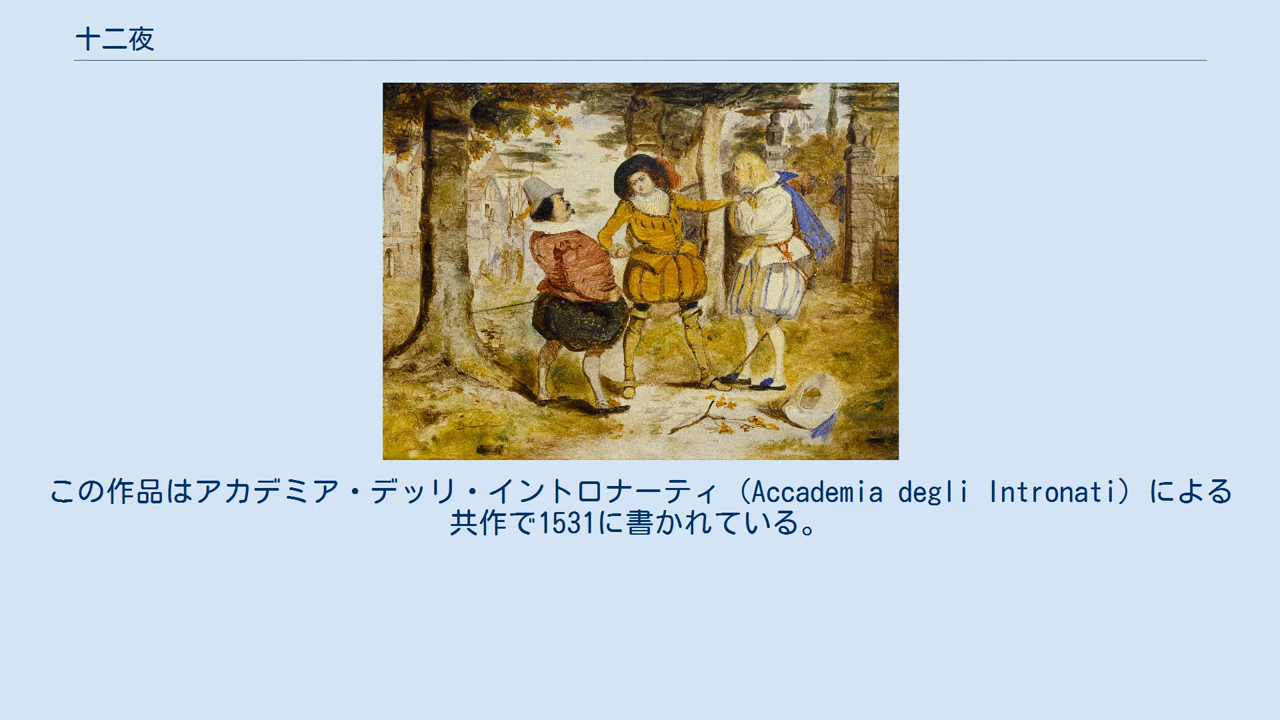 十二夜
この作品はアカデミア・デッリ・イントロナーティ（Accademia degli Intronati）による
共作で1531に書かれている。